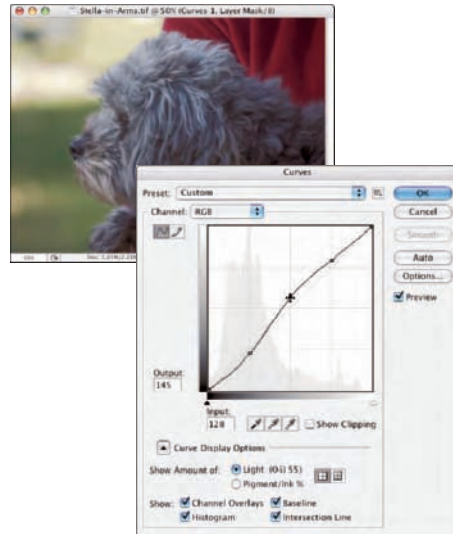 Stella-in-Arms.tif @ 50% (Curves 1, Layer Mask/8)
50%
Curves
Preset: Custom
OK
Channel: RGB
Cancel
Smooth
Auto
Options...
Preview
Output:
145
Input:
128
Show Clipping
Curve Display Options
Show Amount of:
Light (0-255)
Pigment/Ink %
Show:
Channel Overlays
Baseline
Histogram
Intersection Line